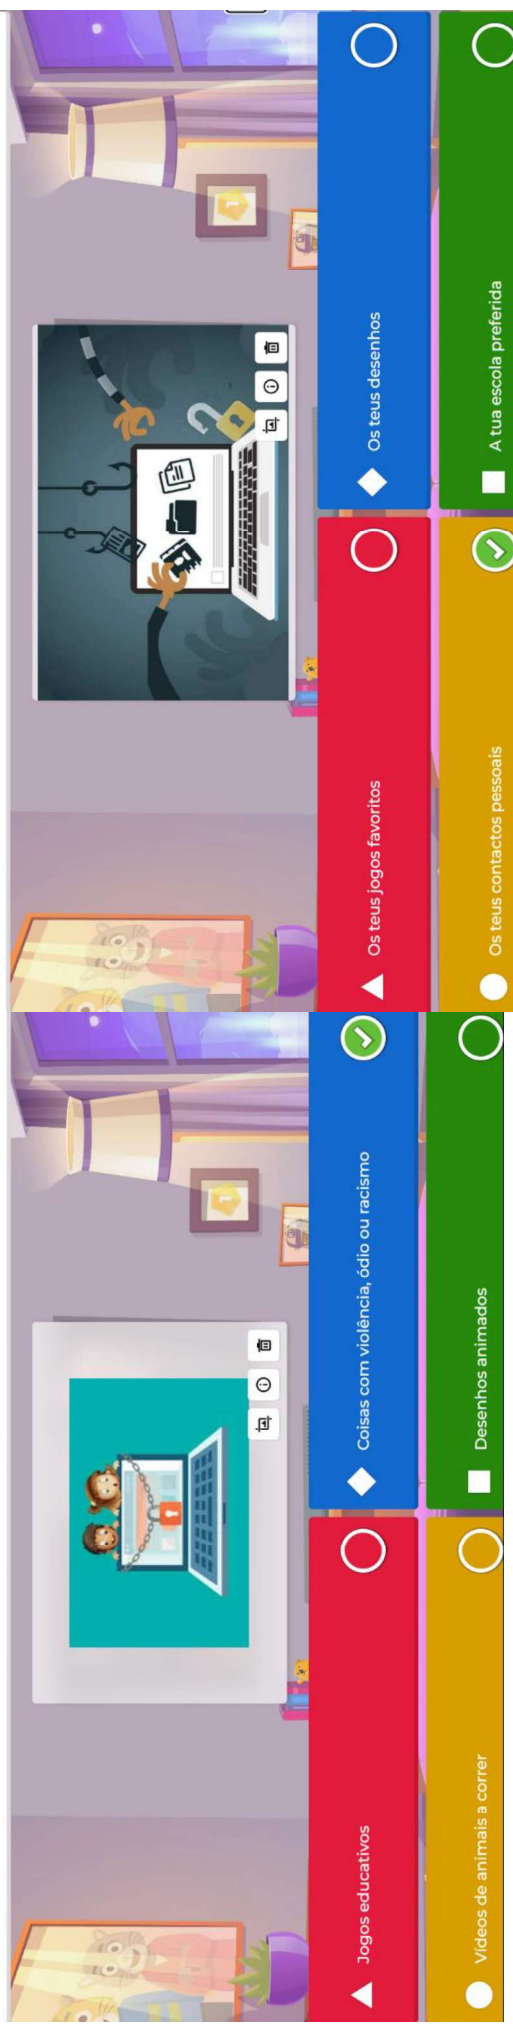 Os teus jogos favoritos
Os teus desenhos
Os teus contactos pessoais
A tua escola preferida
Jogos educativos
Coisas com violência, ódio ou racismo
Vídeos de animais a correr
Desenhos animados